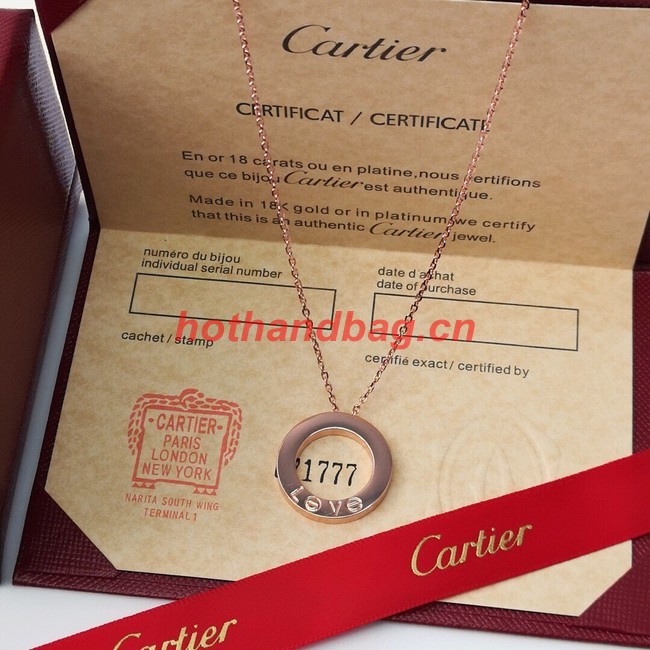 Cartier
CERTIFICAT / CERTIFICATE
En or 18 carats ou en platine,nous certifions
que ce bijou Cartier est authentique.
Made in 18K gold or in platinum,we certify
that this is an authentic Cartier jewel.
numéro du bijou
individual serial number
date d'achat
date of purchase
hothandbag.cn
cachet / stamp
certifié exact / certified by
CARTIER
PARIS
LONDON
NEW YORK
NARITA SOUTH WING
TERMINAL 1
1777
LOVE
Cartier
Cartier